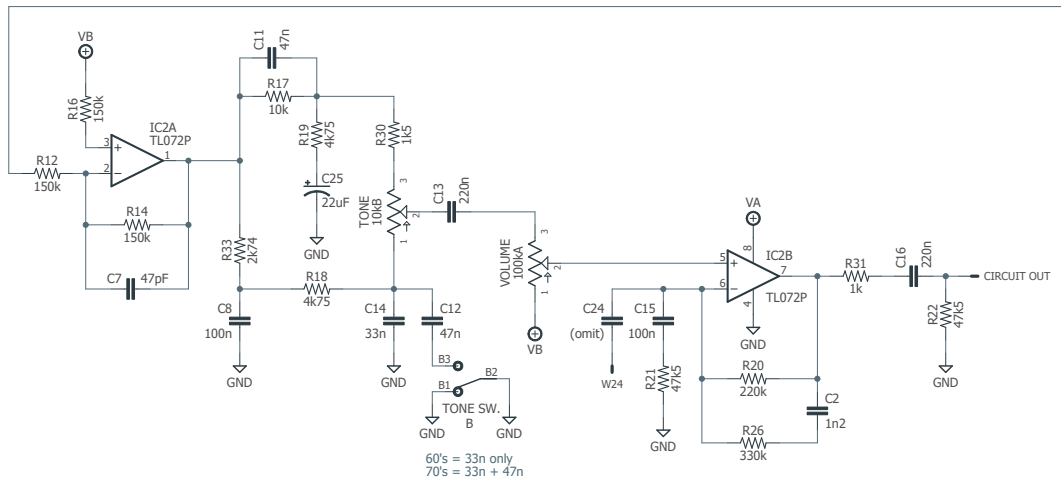 VB
R16
150k
IC2A
TL072P
3
2
1
R12
150k
R14
150k
C7
47pF
C11
47n
R17
10k
R19
4k75
R30
1k5
C25
22uF
GND
R33
2k74
R18
4k75
C8
100n
GND
TONE
10kB
3
2
1
C13
220n
C14
33n
GND
C12
47n
B3
B1
B2
TONE SW.
B
GND
GND
60's = 33n only
70's = 33n + 47n
VOLUME
100kA
3
2
1
VB
VA
5
6
8
4
7
IC2B
TL072P
GND
C24
(omit)
W24
C15
100n
R21
47k5
GND
R20
220k
C2
1n2
R26
330k
R31
1k
C16
220n
CIRCUIT OUT
R22
47k5
GND